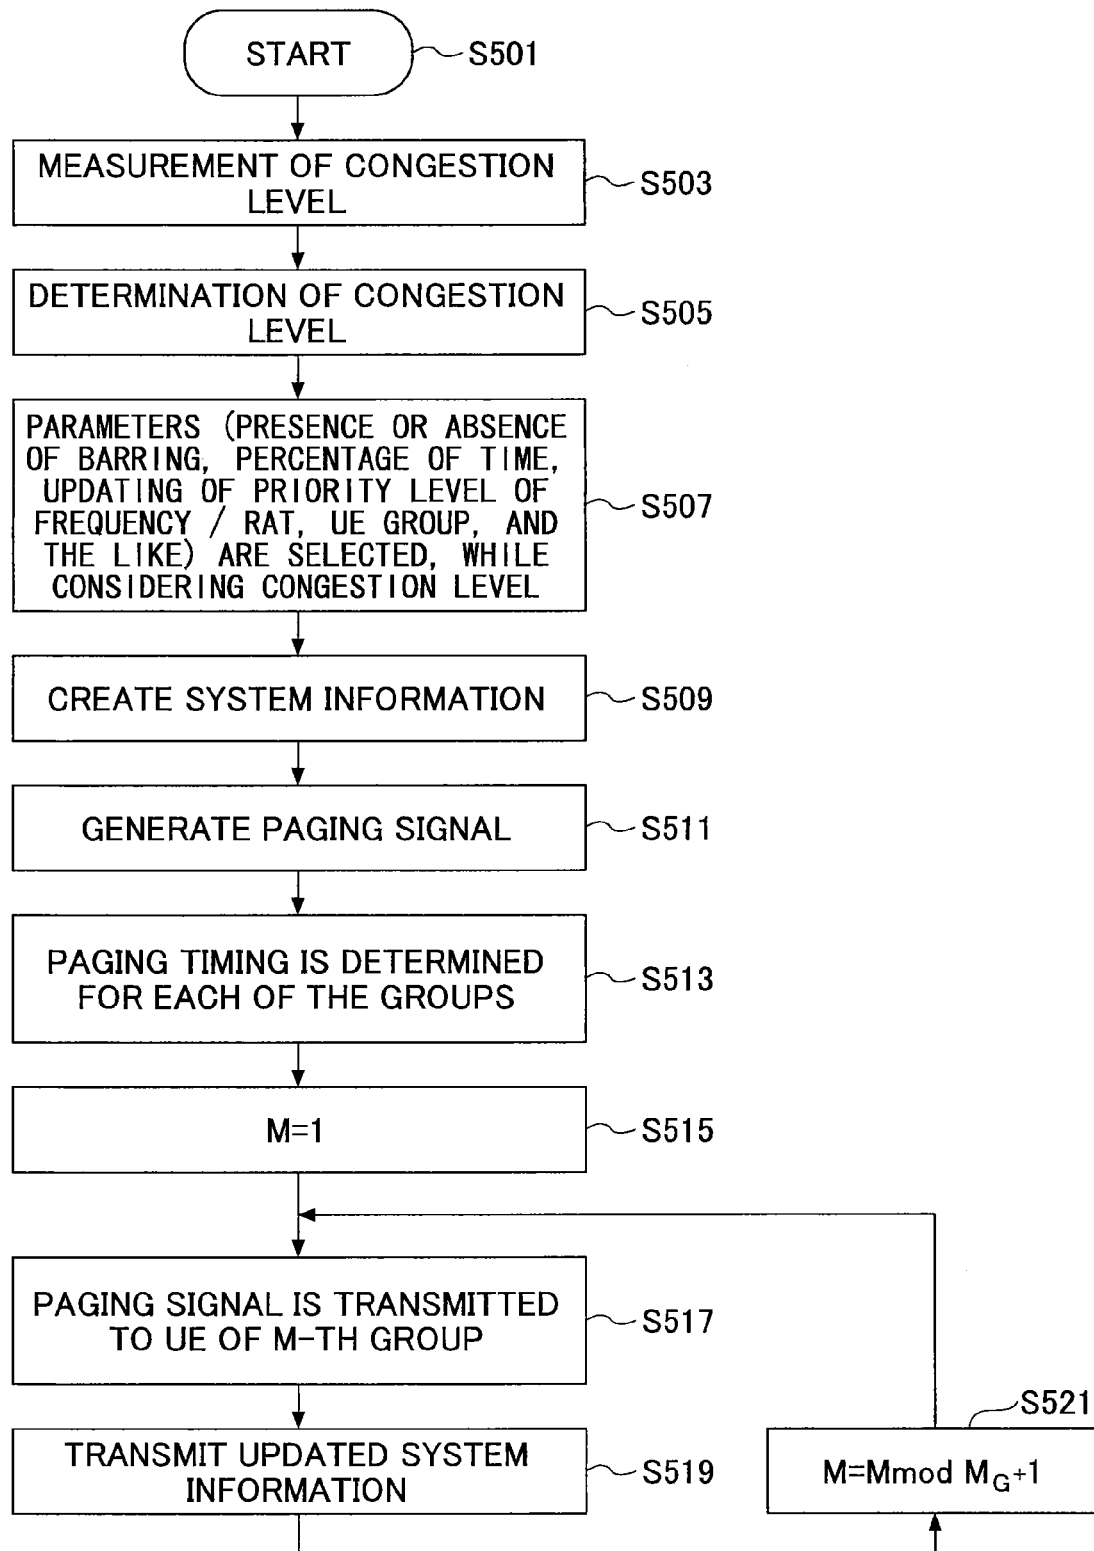 START
S501
MEASUREMENT OF CONGESTION
LEVEL
S503
DETERMINATION OF CONGESTION
LEVEL
S505
PARAMETERS (PRESENCE OR ABSENCE
OF BARRING, PERCENTAGE OF TIME,
UPDATING OF PRIORITY LEVEL OF
FREQUENCY / RAT, UE GROUP, AND
THE LIKE) ARE SELECTED, WHILE
CONSIDERING CONGESTION LEVEL
S507
CREATE SYSTEM INFORMATION
S509
GENERATE PAGING SIGNAL
S511
PAGING TIMING IS DETERMINED
FOR EACH OF THE GROUPS
S513
M=1
S515
PAGING SIGNAL IS TRANSMITTED
TO UE OF M-TH GROUP
S517
TRANSMIT UPDATED SYSTEM
INFORMATION
S519
S521
M=Mmod MG+1